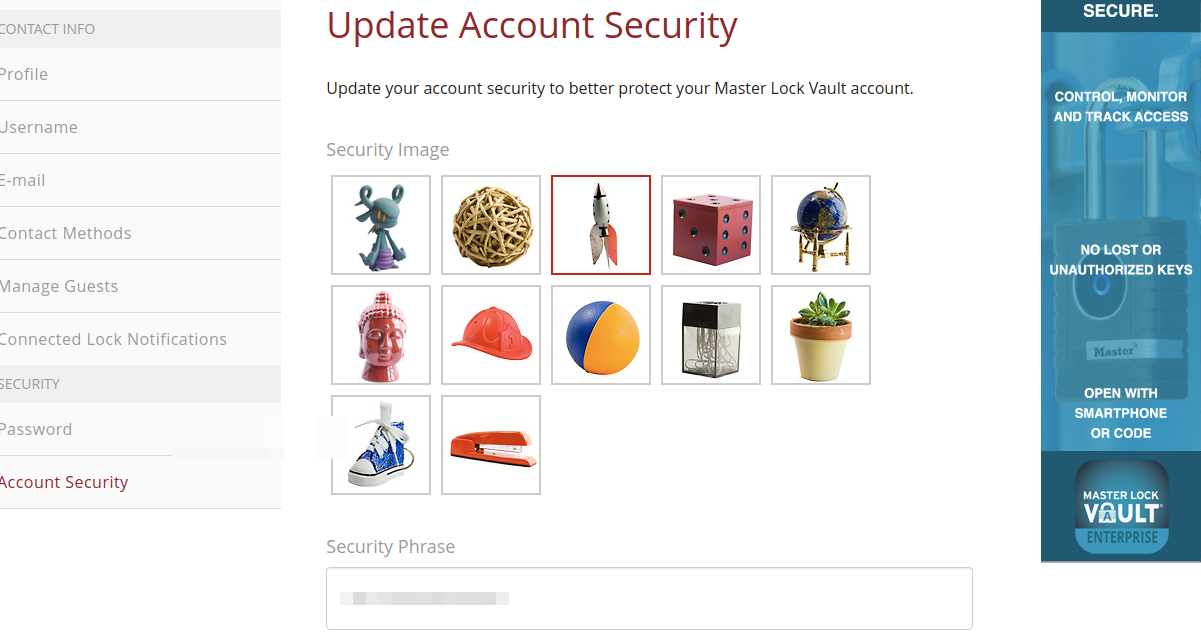 CONTACT INFO
Profile
Username
E-mail
Contact Methods
Manage Guests
Connected Lock Notifications
SECURITY
Password
Account Security
Update Account Security
Update your account security to better protect your Master Lock Vault account.
Security Image
Security Phrase
SECURE.
CONTROL, MONITOR
AND TRACK ACCESS
NO LOST OR
UNAUTHORIZED KEYS
Master
OPEN WITH
SMARTPHONE
OR CODE
MASTER LOCK
VAULT
ENTERPRISE